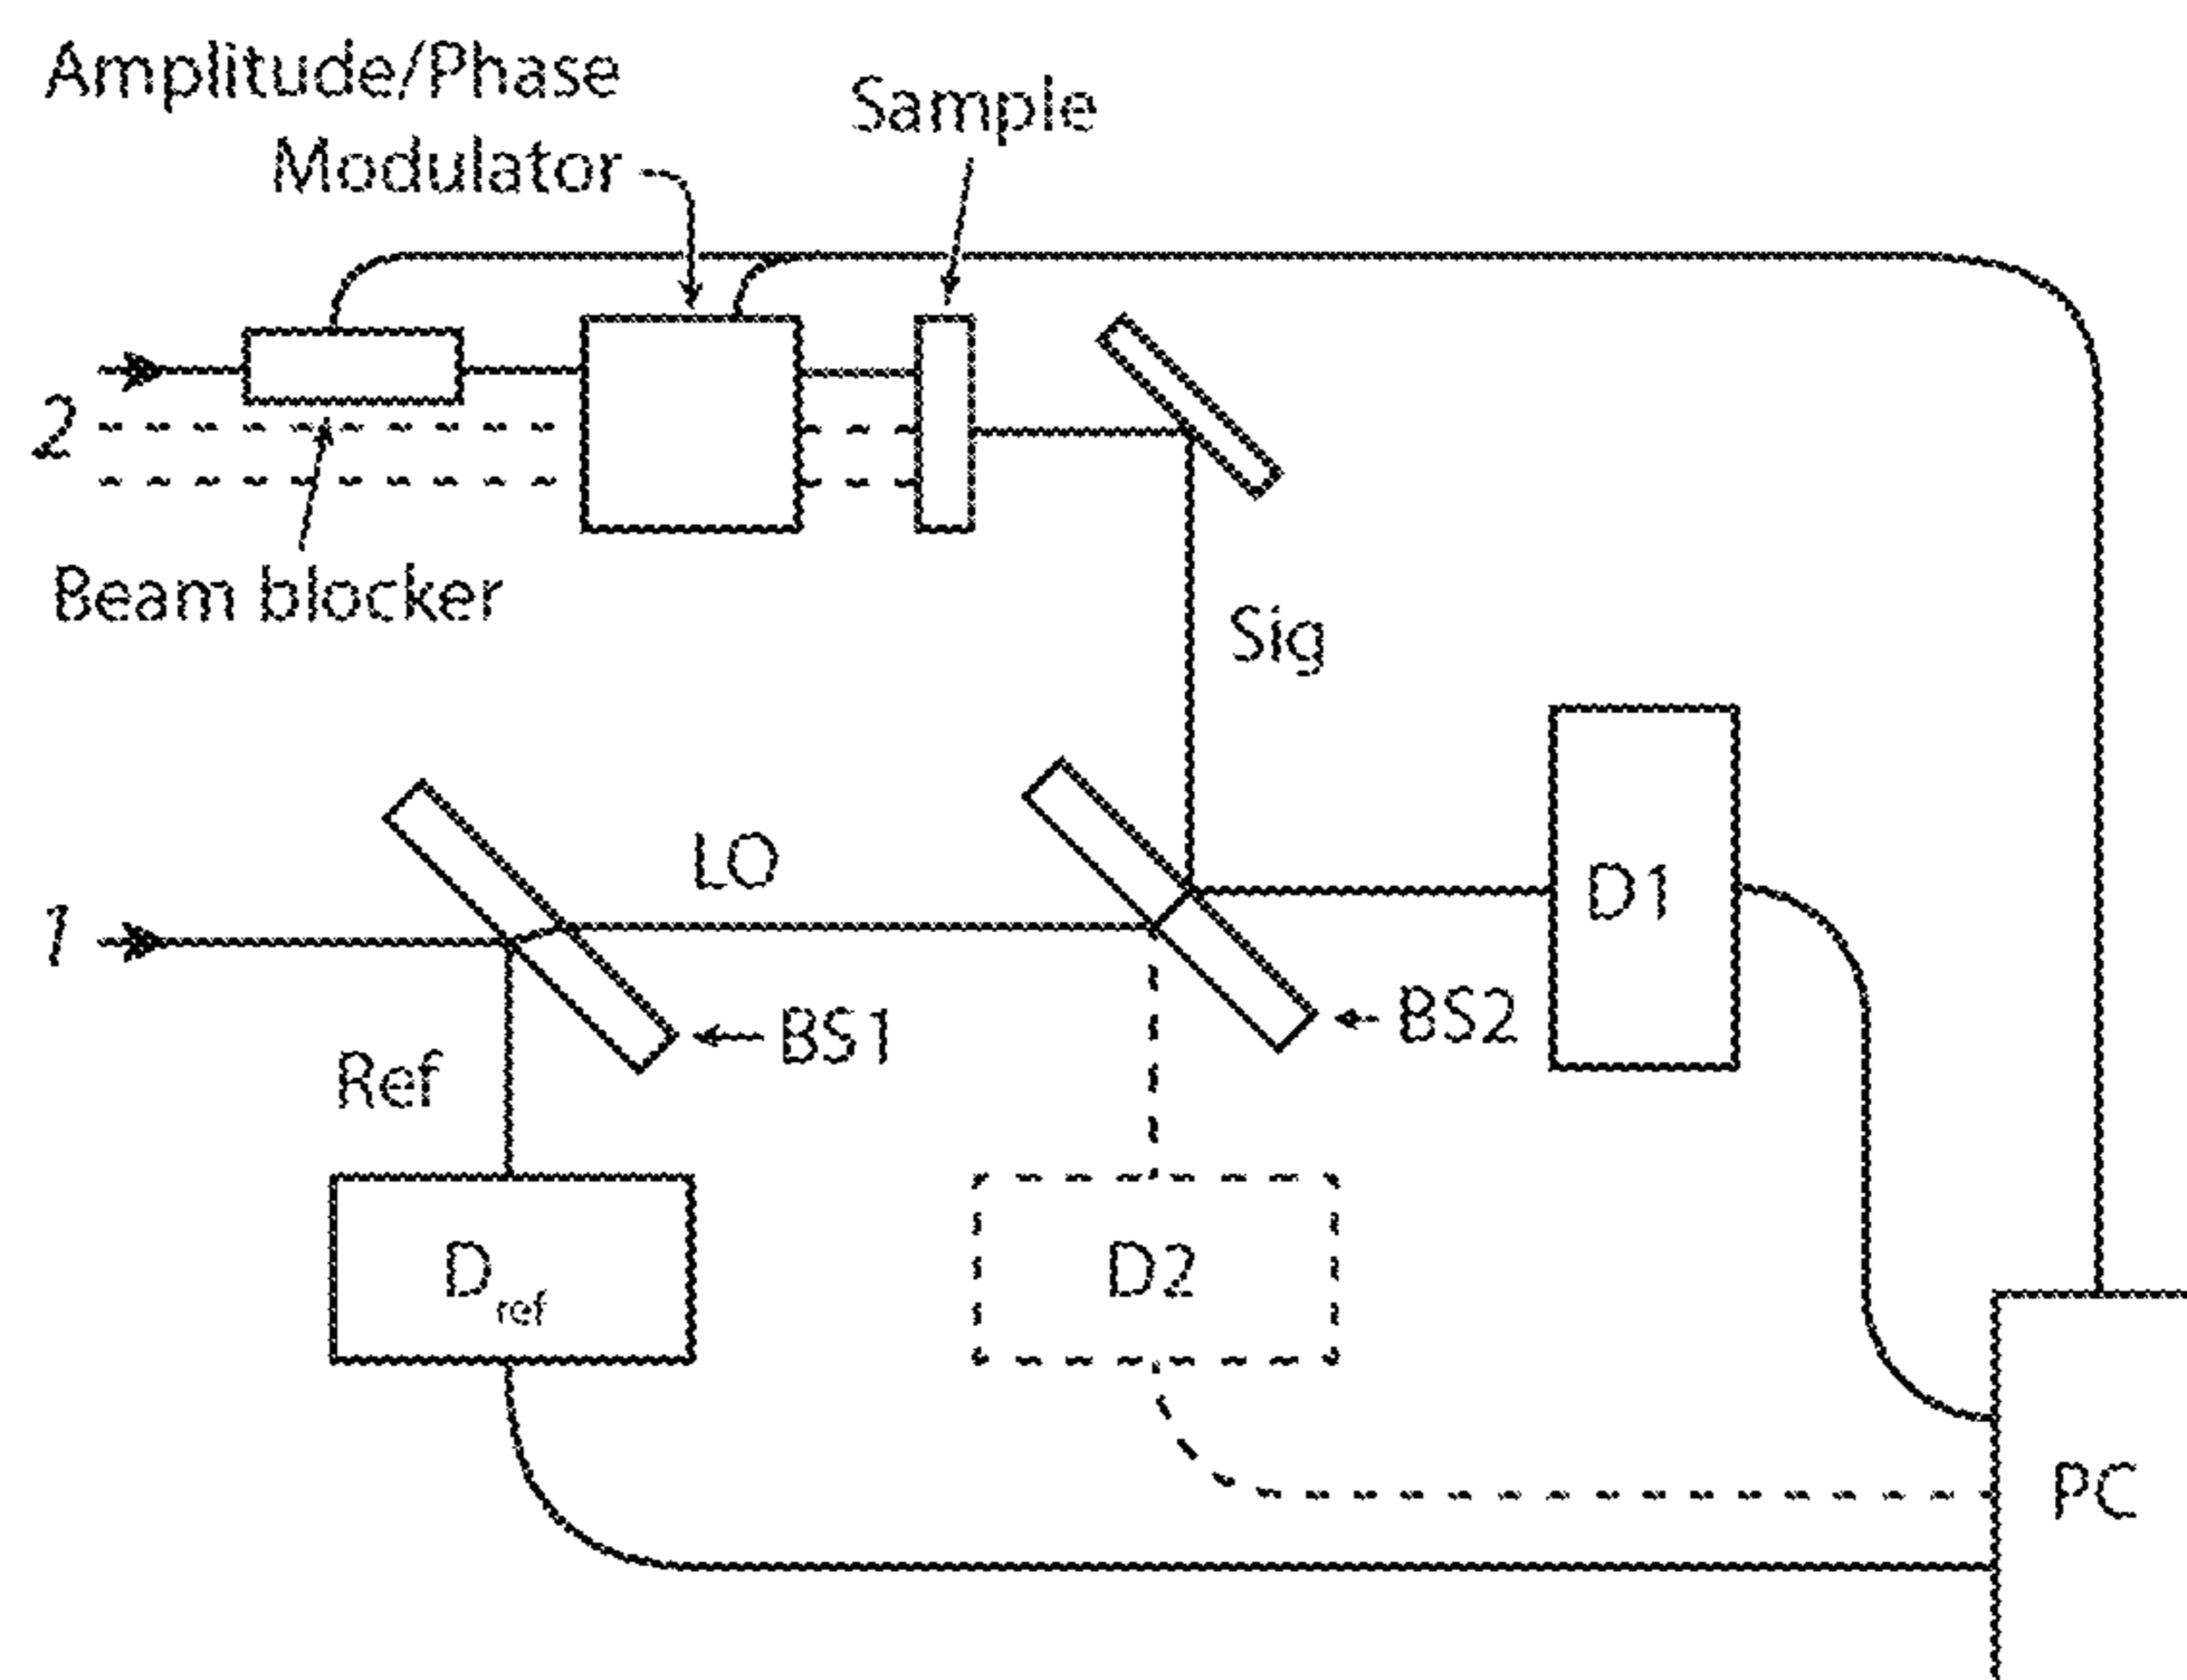 Amplitude/Phase
Modulator
Sample
2
Beam blocker
Sig
LO
D1
1
BS1
BS2
Ref
Dref
D2
PC